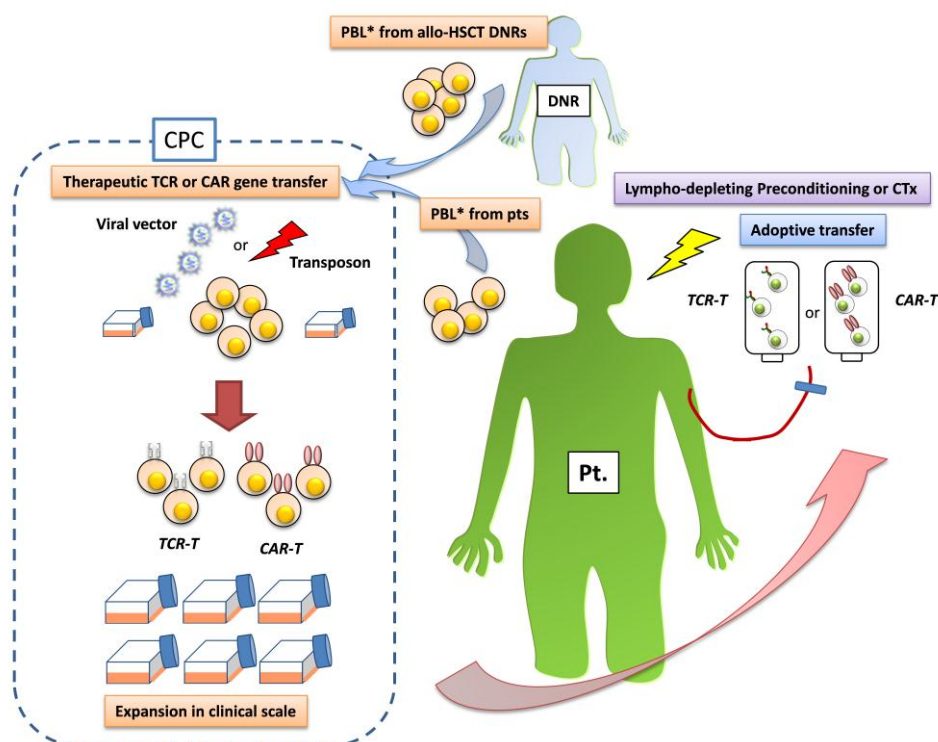 PBL* from allo-HSCT DNRs
DNR
CPC
Therapeutic TCR or CAR gene transfer
Lympho-depleting Preconditioning or CTx
PBL* from pts
Viral vector
or
Transposon
Adoptive transfer
TCR-T
or
CAR-T
Pt.
TCR-T
CAR-T
Expansion in clinical scale